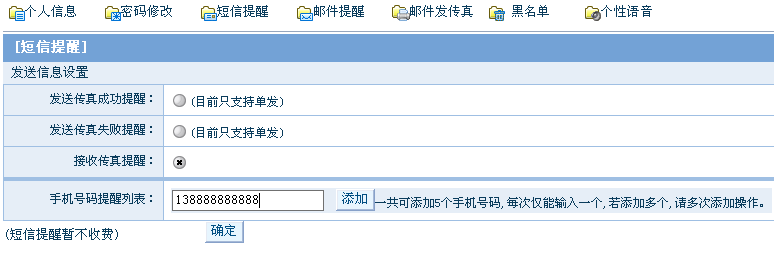 个人信息 密码修改 短信提醒 邮件提醒 邮件发传真 黑名单 个性语音
[短信提醒]
发送信息设置
发送传真成功提醒： (目前只支持单发)
发送传真失败提醒： (目前只支持单发)
接收传真提醒：
手机号码提醒列表： 138888888888 添加 一共可添加5个手机号码, 每次仅能输入一个, 若添加多个, 请多次添加操作。
(短信提醒暂不收费) 确定